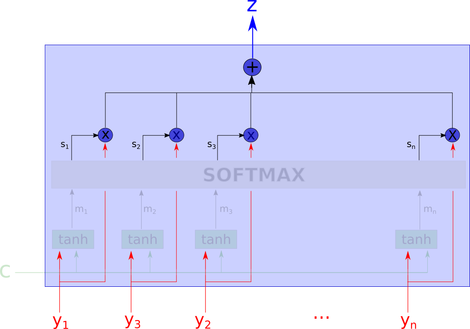 z
+
x x x x
s1 s2 s3 sn
SOFTMAX
m1 m2 m3 mn
tanh tanh tanh tanh
C
y1 y3 y2 ... yn